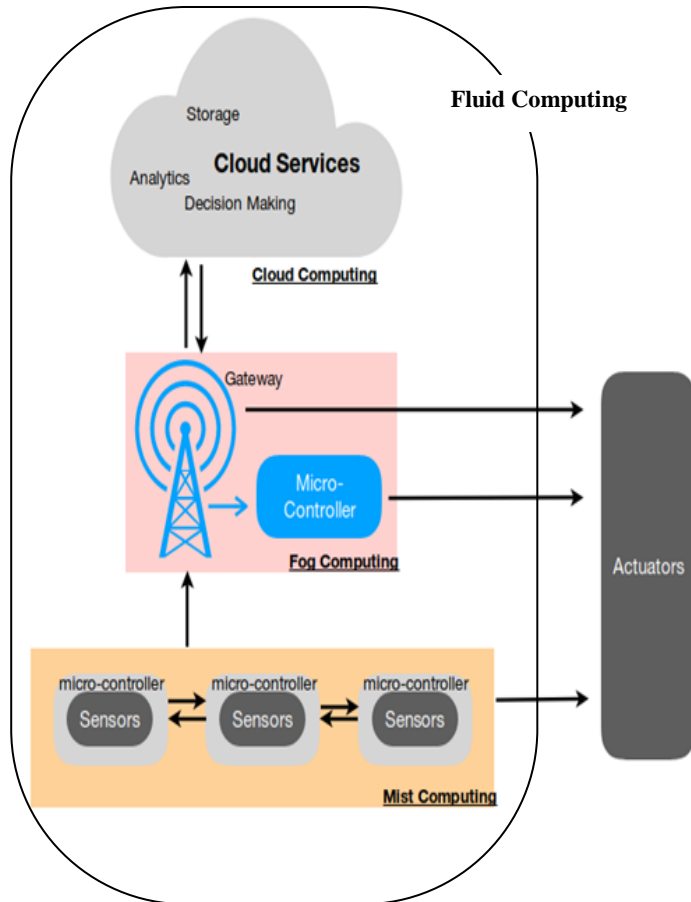 Fluid Computing
Storage
Cloud Services
Analytics
Decision Making
Cloud Computing
Gateway
Micro-
Controller
Fog Computing
Actuators
micro-controller micro-controller micro-controller
Sensors Sensors Sensors
Mist Computing